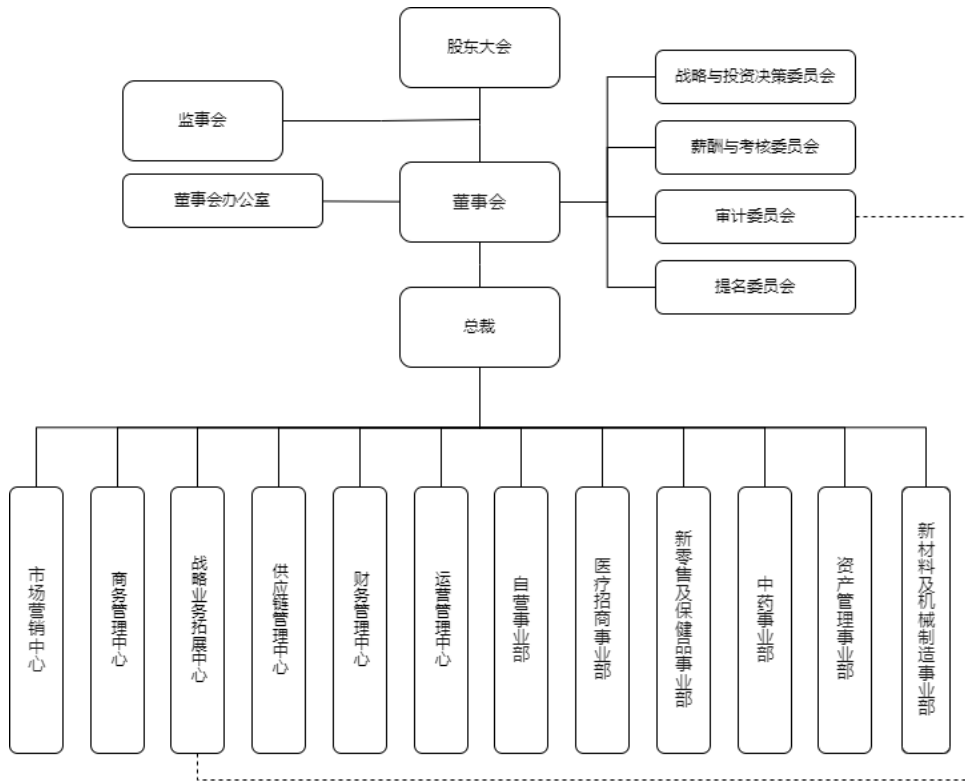 股东大会
监事会
战略与投资决策委员会
薪酬与考核委员会
董事会办公室
董事会
审计委员会
提名委员会
总裁
市场营销中心
商务管理中心
战略业务拓展中心
供应链管理中心
财务管理中心
运营管理中心
自营事业部
医疗招商事业部
新零售及保健品事业部
中药事业部
资产管理事业部
新材料及机械制造事业部